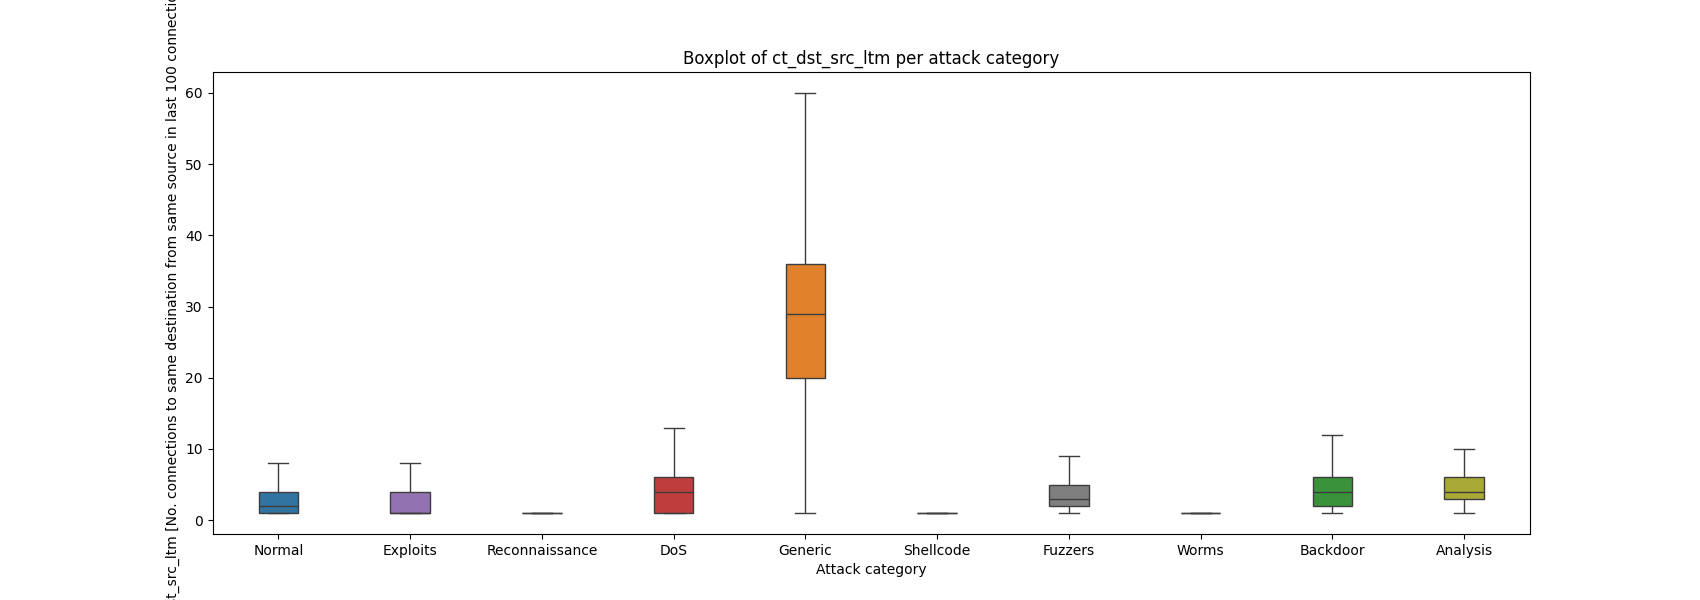 Boxplot of ct_dst_src_ltm per attack category
t_src_ltm [No. connections to same destination from same source in last 100 connectio
60
50
40
30
20
10
0
Normal Exploits Reconnaissance DoS Generic Shellcode Fuzzers Worms Backdoor Analysis
Attack category